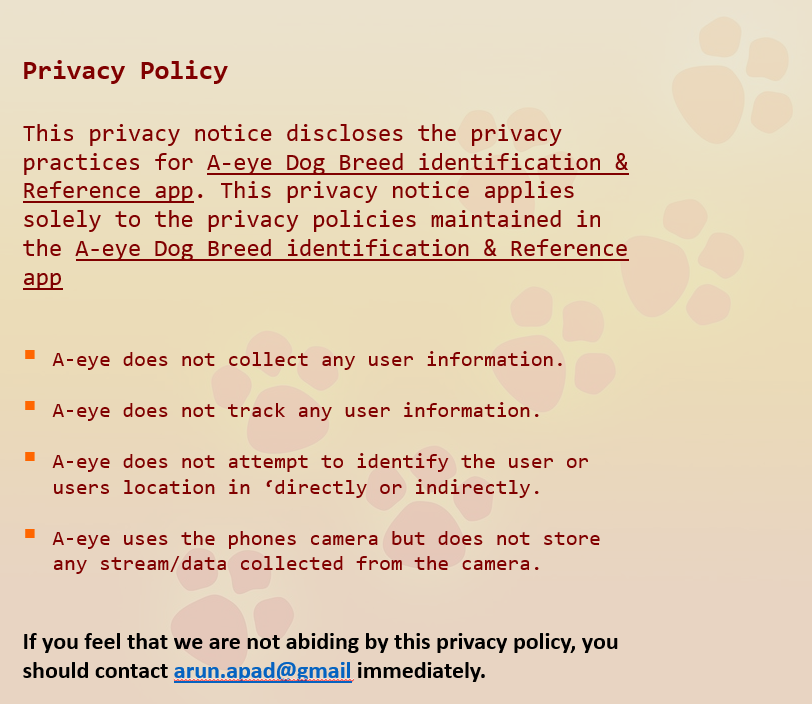 Privacy Policy
This privacy notice discloses the privacy
practices for A-eye Dog Breed identification &
Reference app. This privacy notice applies
solely to the privacy policies maintained in
the A-eye Dog Breed identification & Reference
app
A-eye does not collect any user information.
A-eye does not track any user information.
A-eye does not attempt to identify the user or
users location in ‘directly or indirectly.
A-eye uses the phones camera but does not store
any stream/data collected from the camera.
If you feel that we are not abiding by this privacy policy, you
should contact arun.apad@gmail immediately.